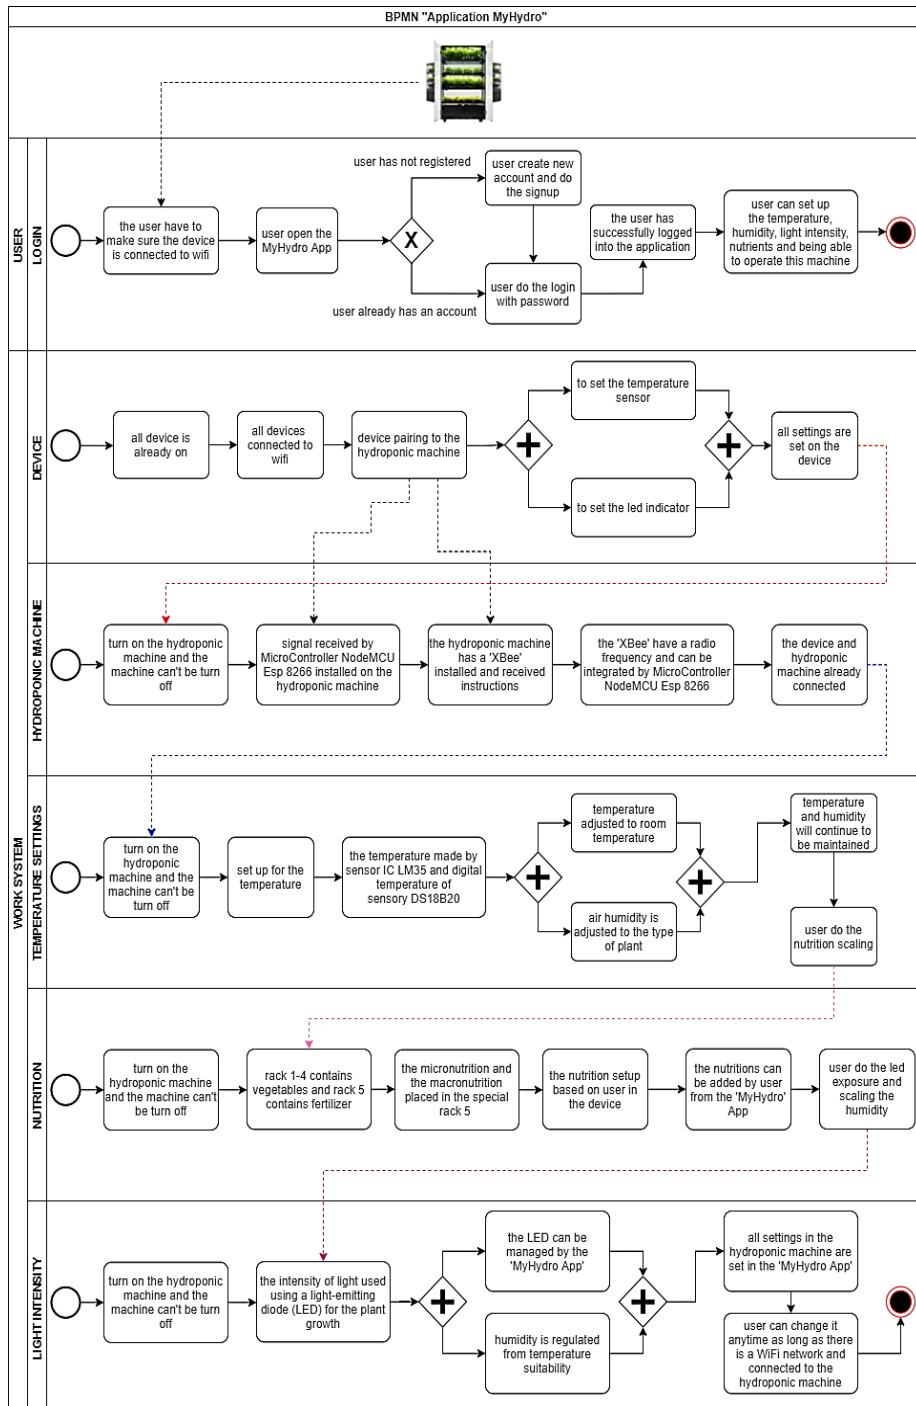 BPMN "Application MyHydro"
USER
LOGIN
user has not registered
user create new
account and do
the signup
the user have to
make sure the device
is connected to wifi
user open the
MyHydro App
X
user already has an account
user do the login
with password
the user has
successfully logged
into the application
user can set up
the temperature,
humidity, light intensity,
nutrients and being able
to operate this machine
WORK SYSTEM
DEVICE
all device is
already on
all devices
connected to
wifi
device pairing to the
hydroponic machine
to set the temperature
sensor
to set the led indicator
all settings are
set on the
device
HYDROPONIC MACHINE
turn on the hydroponic
machine and the
machine can't be turn
off
signal received by
MicroController NodeMCU
Esp 8266 installed on the
hydroponic machine
the hydroponic machine
has a 'XBee'
installed and received
instructions
the 'XBee' have a radio
frequency and can be
integrated by MicroController
NodeMCU Esp 8266
the device and
hydroponic
machine already
connected
TEMPERATURE SETTINGS
turn on the
hydroponic
machine and the
machine can't be
turn off
set up for the
temperature
the temperature made by
sensor IC LM35 and digital
temperature of
sensory DS18B20
temperature
adjusted to room
temperature
air humidity is
adjusted to the type
of plant
temperature
and humidity
will continue to
be maintained
user do the
nutrition scaling
NUTRITION
turn on the
hydroponic machine
and the machine can't
be turn off
rack 1-4 contains
vegetables and rack 5
contains fertilizer
the micronutrition and
the macronutrition
placed in the special
rack 5
the nutrition setup
based on user in
the device
the nutritions can
be added by user
from the 'MyHydro'
App
user do the led
exposure and
scaling the
humidity
LIGHT INTENSITY
turn on the hydroponic
machine and the
machine can't be turn
off
the intensity of light used
using a light-emitting
diode (LED) for the plant
growth
the LED can be
managed by the
'MyHydro App'
humidity is regulated
from temperature
suitability
all settings in the
hydroponic machine are
set in the 'MyHydro App'
user can change it
anytime as long as there
is a WiFi network and
connected to the
hydroponic machine